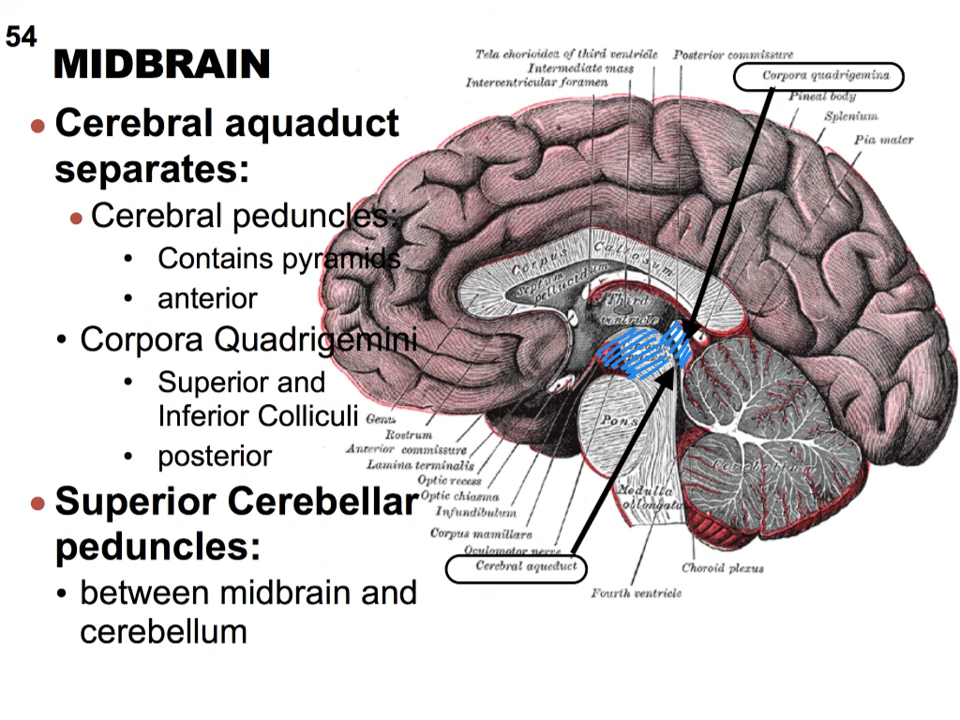 54
MIDBRAIN
• Cerebral aquaduct
separates:
• Cerebral peduncles:
• Contains pyramids
• anterior
• Corpora Quadrigemini
• Superior and
Inferior Colliculi
• posterior
• Superior Cerebellar
peduncles:
• between midbrain and
cerebellum
Tela chorioidea of third ventricle
Posterior commissure
Intermediate mass
Interventricular foramen
Corpora quadrigemina
Pineal body
Splenium
Pia mater
Corpus Callosum
Septum pellucidum
Third
ventricle
Pons
Cerebellum
Medulla
oblongata
Genu
Rostrum
Anterior commissure
Lamina terminalis
Optic recess
Optic chiasma
Infundibulum
Corpus mamillare
Oculomotor nerve
Cerebral aqueduct
Choroid plexus
Fourth ventricle